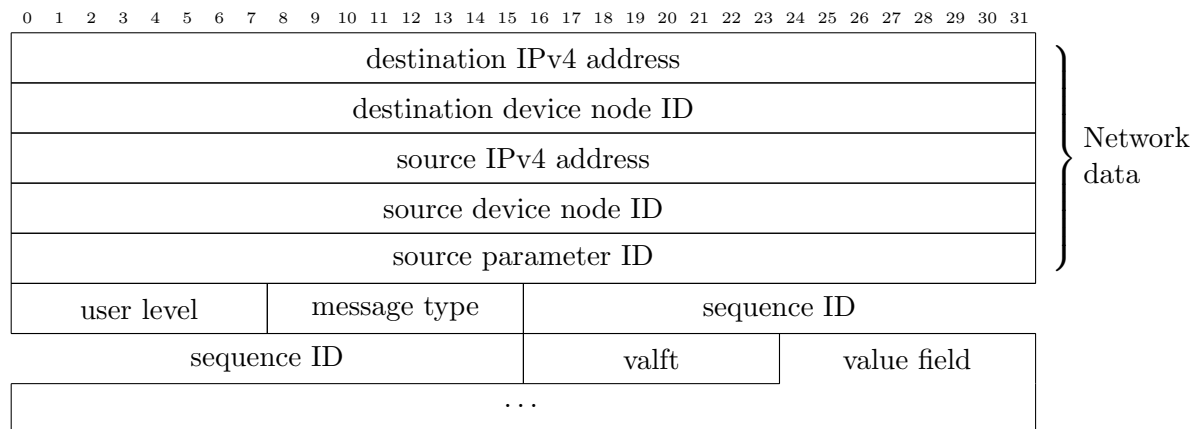 0 1 2 3 4 5 6 7 8 9 10 11 12 13 14 15 16 17 18 19 20 21 22 23 24 25 26 27 28 29 30 31
destination IPv4 address
destination device node ID
source IPv4 address
source device node ID
source parameter ID
Network
data
user level message type sequence ID
sequence ID valft value field
...